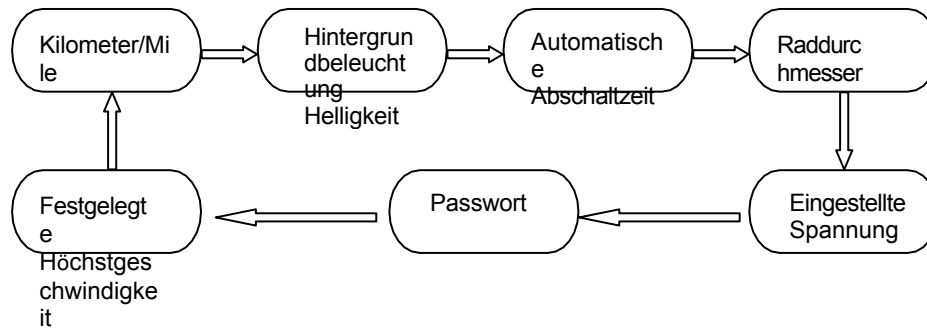 Kilometer/Mi
le
Hintergrun
dbeleucht
ung
Helligkeit
Automatisch
e
Abschaltzeit
Raddurc
hmesser
Eingestellte
Spannung
Passwort
Festgelegt
e
Höchstges
chwindigke
it